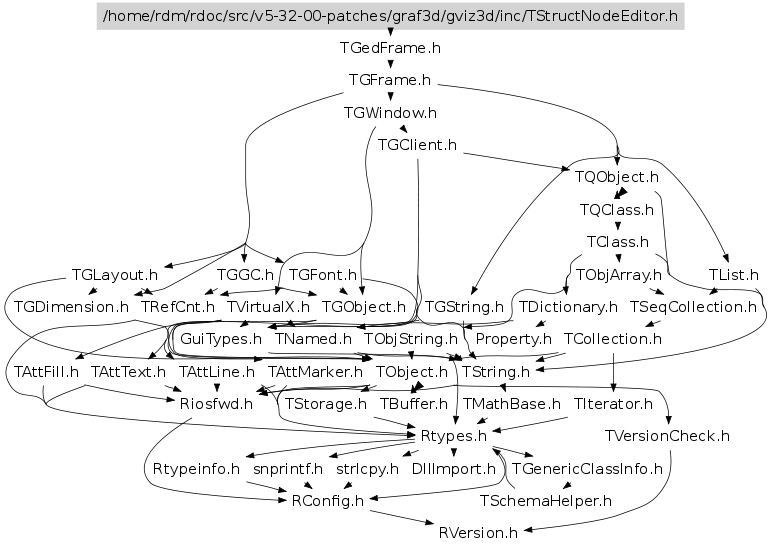 /home/rdm/rdoc/src/v5-32-00-patches/graf3d/gviz3d/inc/TStructNodeEditor.h
TGedFrame.h
TGFrame.h
TGWindow.h
TGClient.h
TQObject.h
TQClass.h
TClass.h
TGLayout.h TGGC.h TGFont.h TObjArray.h TList.h
TGDimension.h TRefCnt.h TVirtualX.h TGObject.h TGString.h TDictionary.h TSeqCollection.h
GuiTypes.h TNamed.h TObjString.h Property.h TCollection.h
TAttFill.h TAttText.h TAttLine.h TAttMarker.h TObject.h TString.h
Riosfwd.h TStorage.h TBuffer.h TMathBase.h TIterator.h
Rtypes.h TVersionCheck.h
Rtypeinfo.h snprintf.h strlcpy.h DllImport.h TGenericClassInfo.h
RConfig.h TSchemaHelper.h
RVersion.h